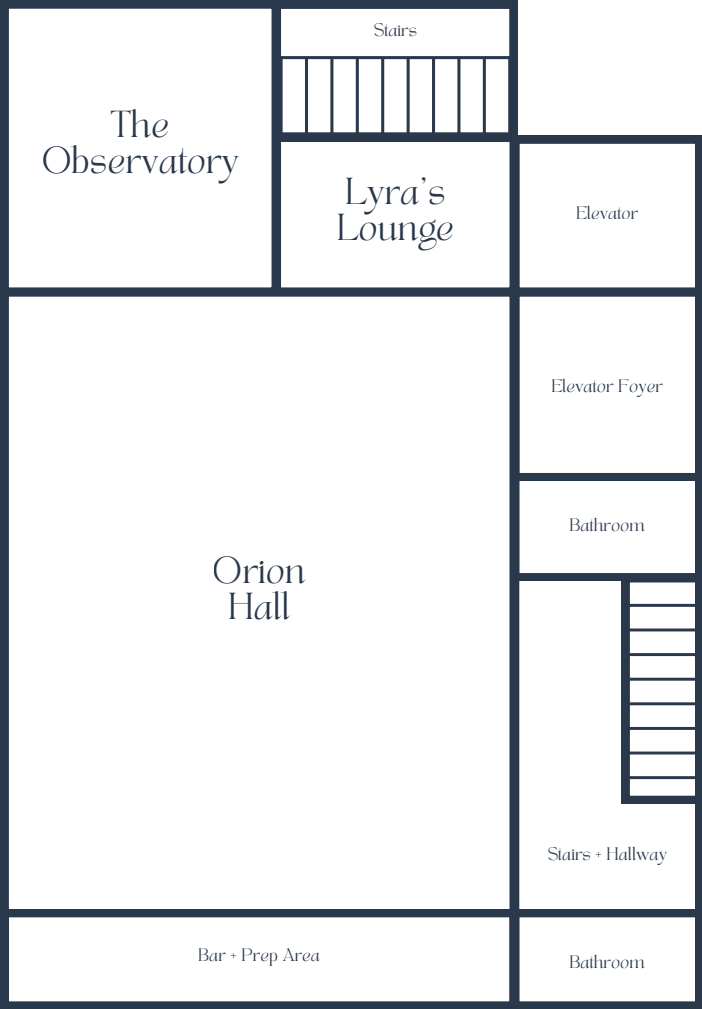 Stairs
The
Observatory
Lyra's
Lounge
Elevator
Elevator Foyer
Bathroom
Orion
Hall
Stairs + Hallway
Bar + Prep Area
Bathroom